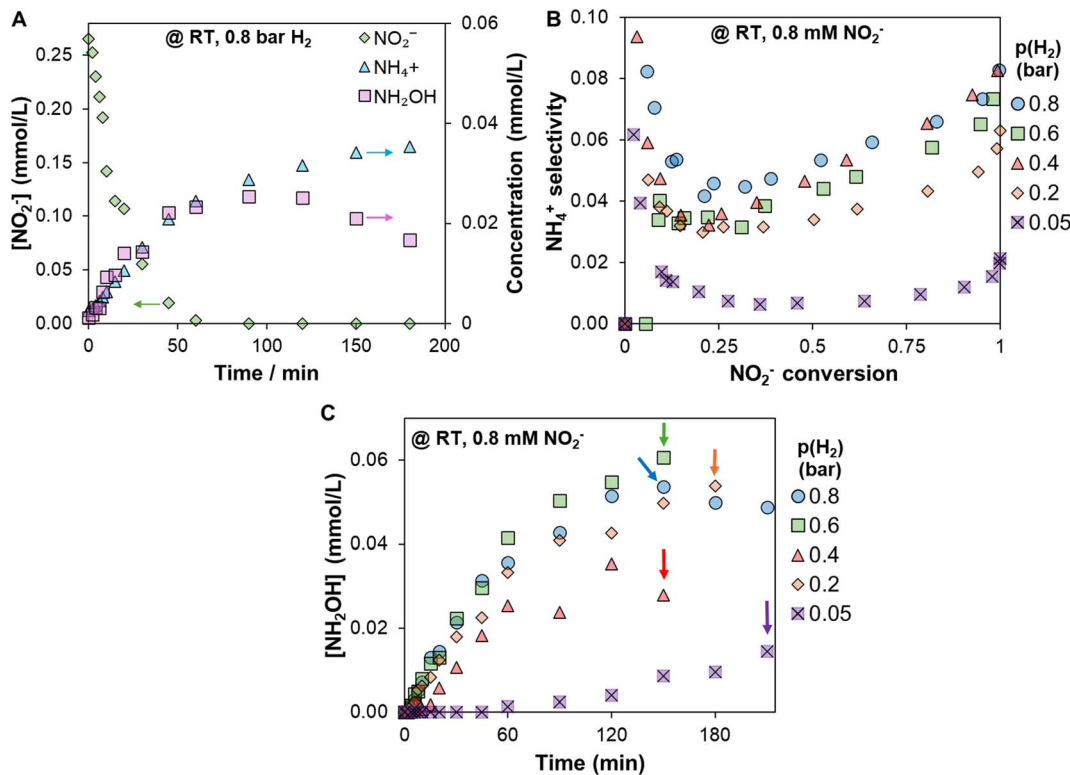 A
@ RT, 0.8 bar H₂
NO₂⁻
NH₄+
NH₂OH
[NO₂⁻] (mmol/L)
0.25
0.20
0.15
0.10
0.05
0.00
0.06
0.04
0.02
0
Concentration (mmol/L)
0 50 100 150 200
Time / min
B
@ RT, 0.8 mM NO₂⁻
p(H₂)
(bar)
0.8
0.6
0.4
0.2
0.05
NH₄⁺ selectivity
0.10
0.08
0.06
0.04
0.02
0.00
0 0.25 0.50 0.75 1
NO₂⁻ conversion
C
@ RT, 0.8 mM NO₂⁻
p(H₂)
(bar)
0.8
0.6
0.4
0.2
0.05
[NH₂OH] (mmol/L)
0.06
0.04
0.02
0.00
0 60 120 180
Time (min)